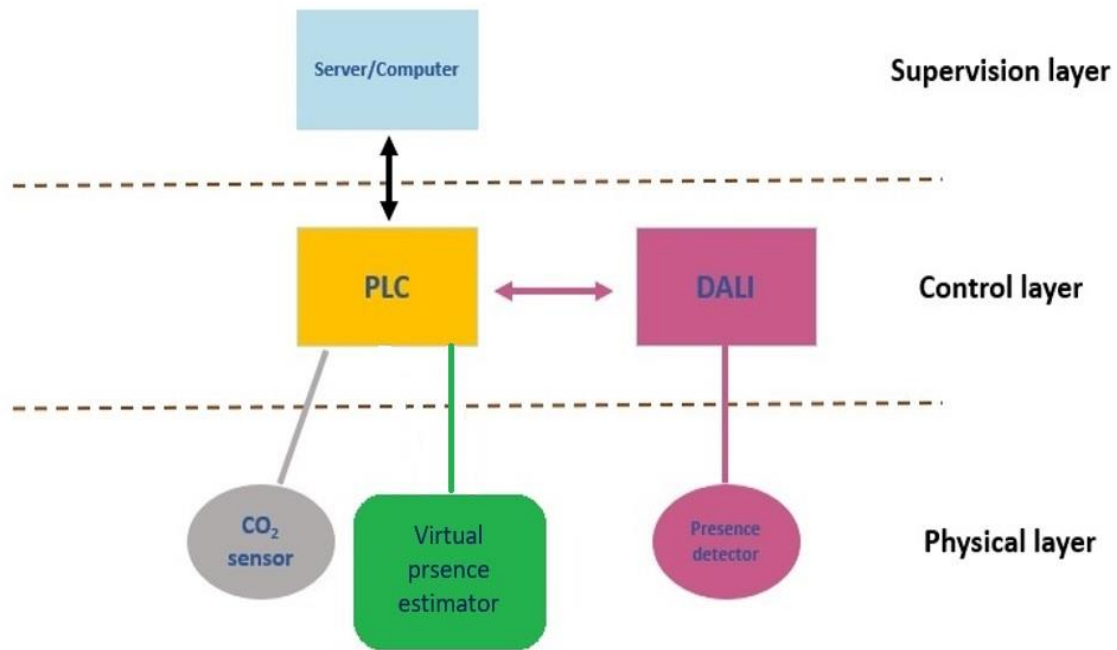 Server/Computer
Supervision layer
PLC
DALI
Control layer
CO₂
sensor
Virtual
prsence
estimator
Presence
detector
Physical layer